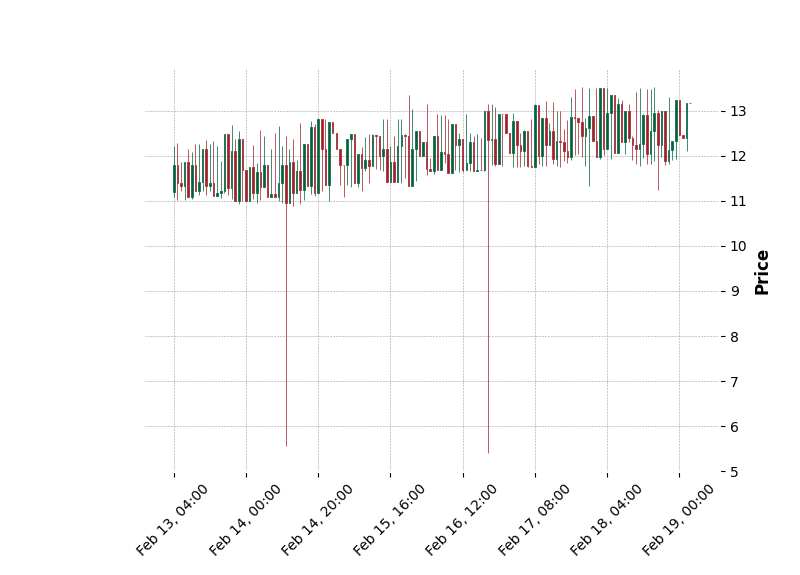 13
12
11
10
9
8
7
6
5
Price
Feb 13, 04:00
Feb 14, 00:00
Feb 14, 20:00
Feb 15, 16:00
Feb 16, 12:00
Feb 17, 08:00
Feb 18, 04:00
Feb 19, 00:00